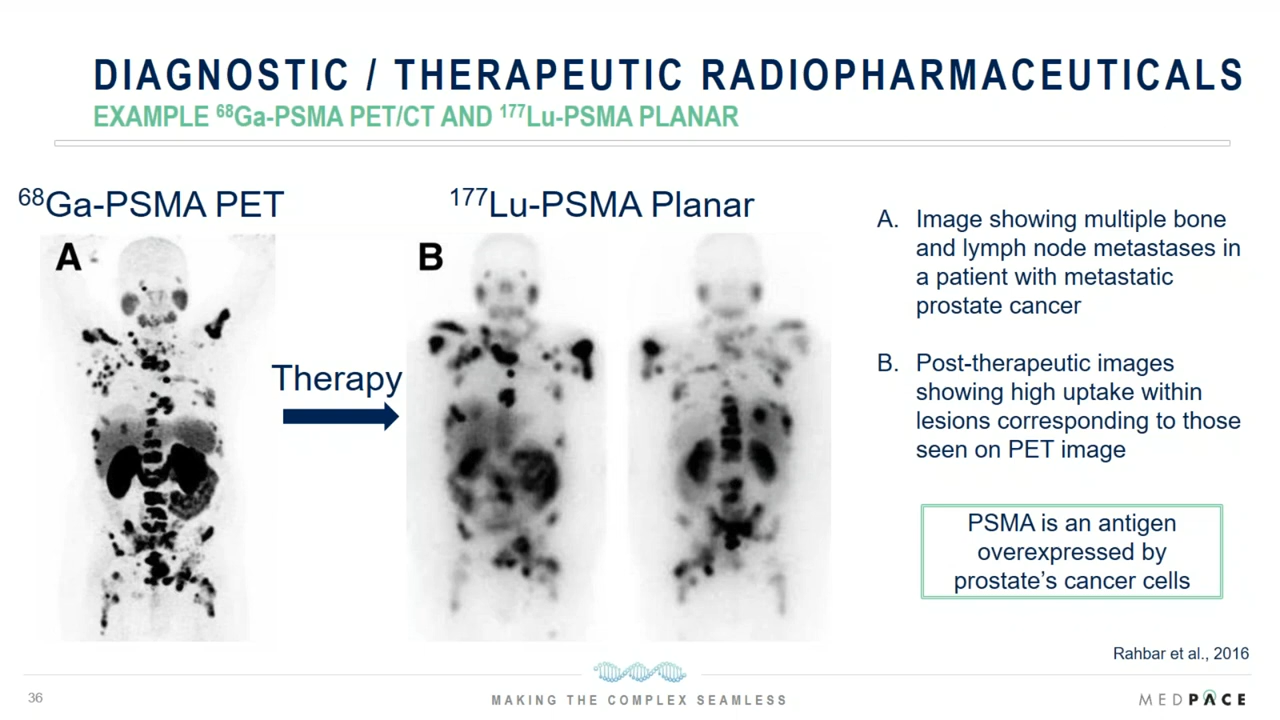 DIAGNOSTIC / THERAPEUTIC RADIOPHARMACEUTICALS
EXAMPLE ⁶⁸Ga-PSMA PET/CT AND ¹⁷⁷Lu-PSMA PLANAR
⁶⁸Ga-PSMA PET
¹⁷⁷Lu-PSMA Planar
A
Therapy
B
A. Image showing multiple bone
and lymph node metastases in
a patient with metastatic
prostate cancer
B. Post-therapeutic images
showing high uptake within
lesions corresponding to those
seen on PET image
PSMA is an antigen
overexpressed by
prostate's cancer cells
Rahbar et al., 2016
36
MAKING THE COMPLEX SEAMLESS
MEDPACE